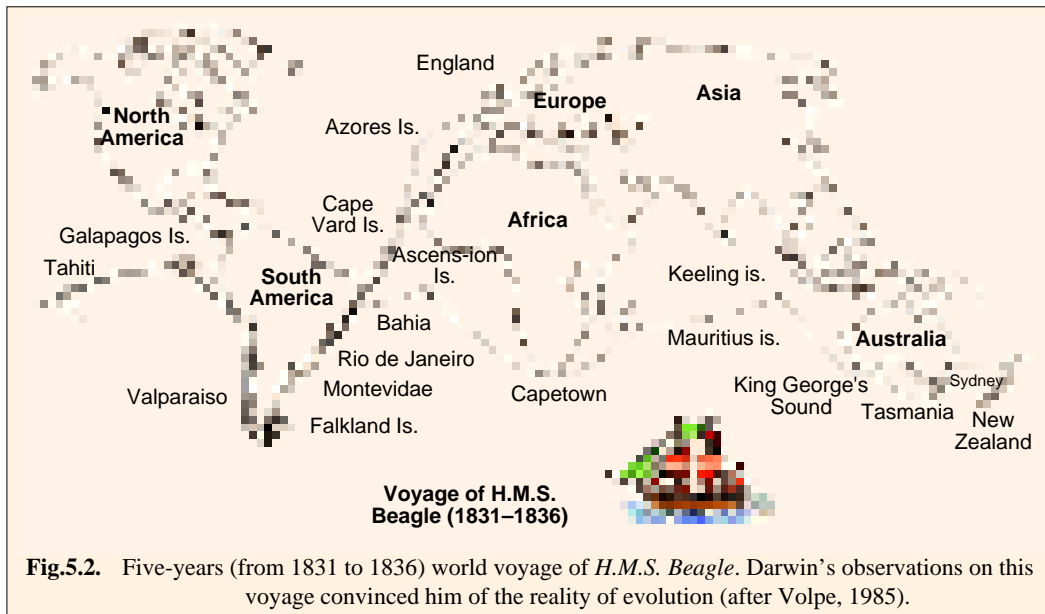 England
Europe
Asia
North
America
Azores Is.
Cape
Vard Is.
Africa
Galapagos Is.
Tahiti
South
America
Ascens-ion
Is.
Keeling is.
Bahia
Mauritius is.
Australia
Rio de Janeiro
Valparaiso
Montevidae
Capetown
King George's
Sound
Sydney
Tasmania
New
Zealand
Falkland Is.
Voyage of H.M.S.
Beagle (1831–1836)
Fig.5.2. Five-years (from 1831 to 1836) world voyage of H.M.S. Beagle. Darwin’s observations on this
voyage convinced him of the reality of evolution (after Volpe, 1985).